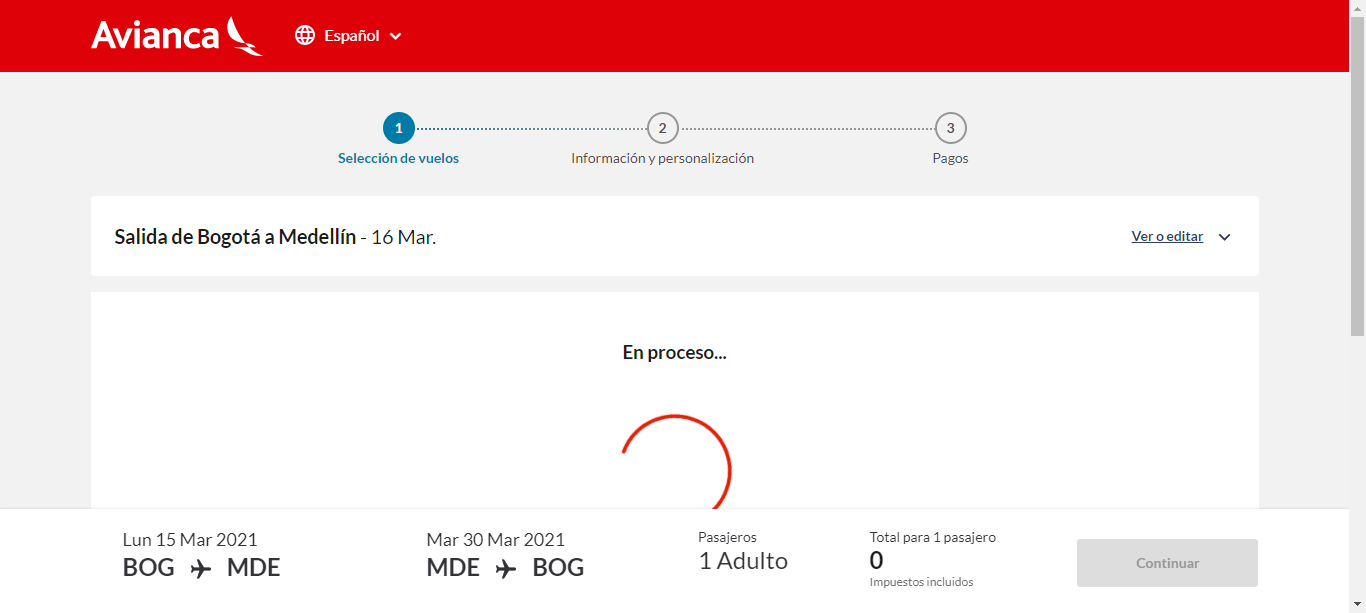 Avianca
Español
1
2
3
Selección de vuelos
Información y personalización
Pagos
Salida de Bogotá a Medellín - 16 Mar.
Ver o editar
En proceso...
Lun 15 Mar 2021
BOG MDE
Mar 30 Mar 2021
MDE BOG
Pasajeros
1 Adulto
Total para 1 pasajero
0
Impuestos incluidos
Continuar